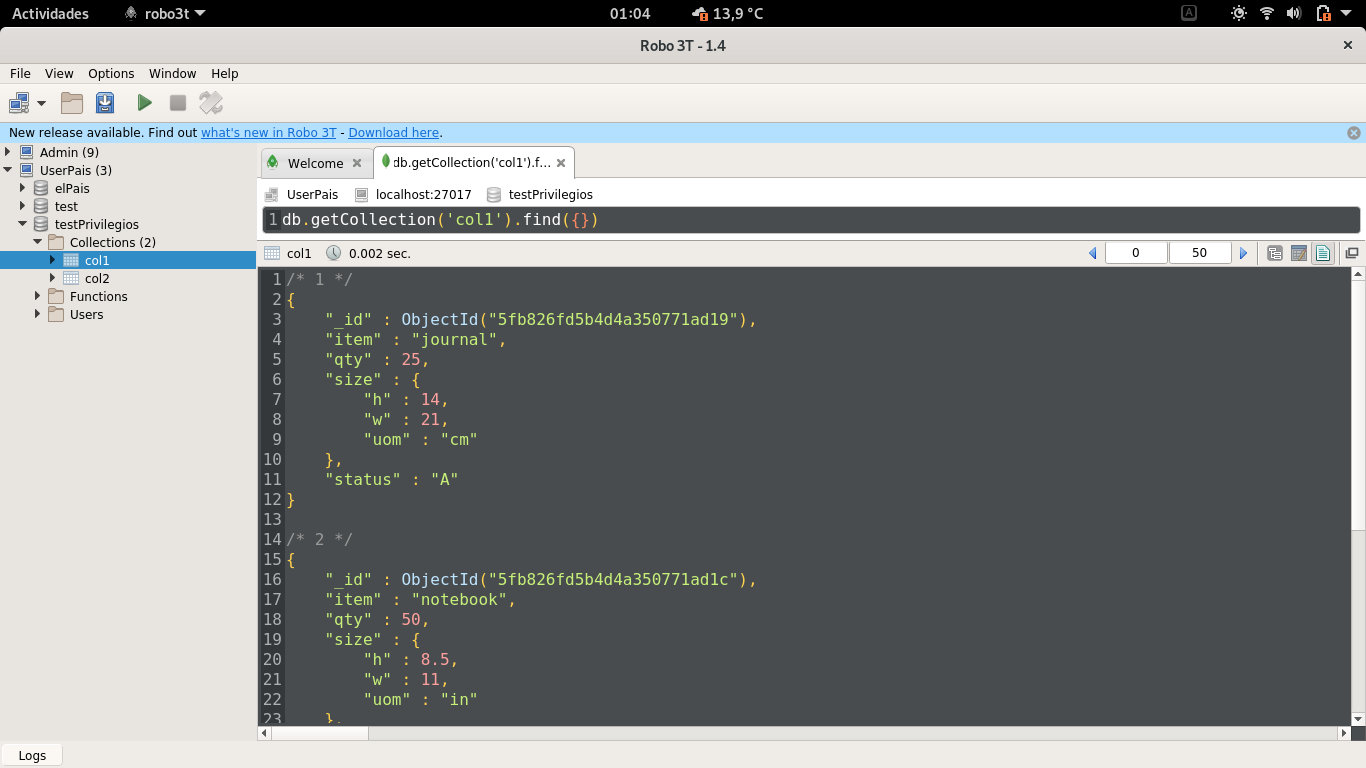 Actividades robo3t 01:04 13,9 °C A
Robo 3T - 1.4
File View Options Window Help
New release available. Find out what's new in Robo 3T - Download here.
Admin (9)
UserPais (3)
elPais
test
testPrivilegios
Collections (2)
col1
col2
Functions
Users
Welcome db.getCollection('col1').f...
UserPais localhost:27017 testPrivilegios
1 db.getCollection('col1').find({})
col1 0.002 sec. 0 50
1 /* 1 */
2 {
3 "_id" : ObjectId("5fb826fd5b4d4a350771ad19"),
4 "item" : "journal",
5 "qty" : 25,
6 "size" : {
7 "h" : 14,
8 "w" : 21,
9 "uom" : "cm"
10 },
11 "status" : "A"
12 }
13
14 /* 2 */
15 {
16 "_id" : ObjectId("5fb826fd5b4d4a350771ad1c"),
17 "item" : "notebook",
18 "qty" : 50,
19 "size" : {
20 "h" : 8.5,
21 "w" : 11,
22 "uom" : "in"
23 },
Logs